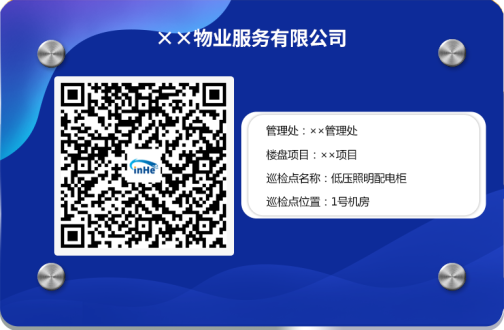 ××物业服务有限公司
inHe
管理处：××管理处
楼盘项目：××项目
巡检点名称：低压照明配电柜
巡检点位置：1号机房